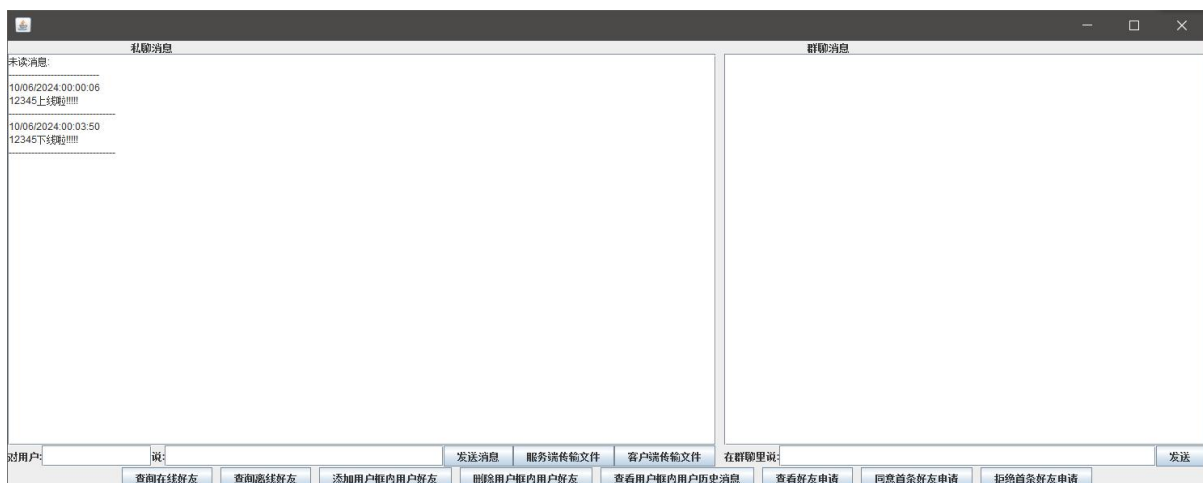 私聊消息
群聊消息
未读消息:
----------------------------
10/06/2024:00:00:06
12345上线啦!!!!!
---------------------------------
10/06/2024:00:03:50
12345下线啦!!!!!
---------------------------------
对用户:
说:
发送消息
服务端传输文件
客户端传输文件
在群聊里说:
发送
查询在线好友
查询离线好友
添加用户框内用户好友
删除用户框内用户好友
查看用户框内用户历史消息
查看好友申请
同意首条好友申请
拒绝首条好友申请